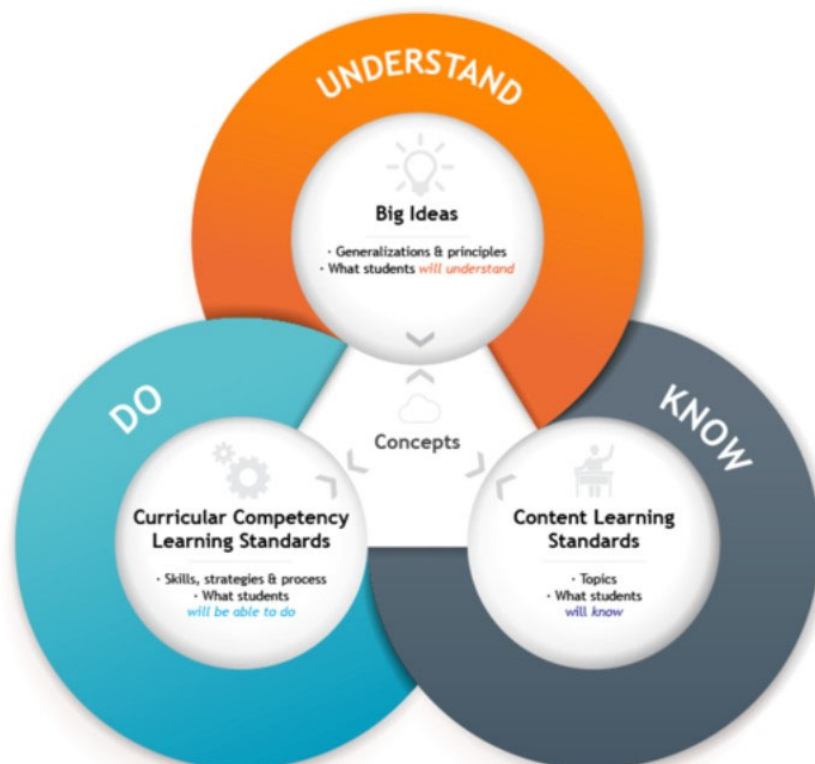 UNDERSTAND
Big Ideas
· Generalizations & principles
· What students will understand
DO
KNOW
Concepts
Curricular Competency
Learning Standards
· Skills, strategies & process
· What students
will be able to do
Content Learning
Standards
· Topics
· What students
will know